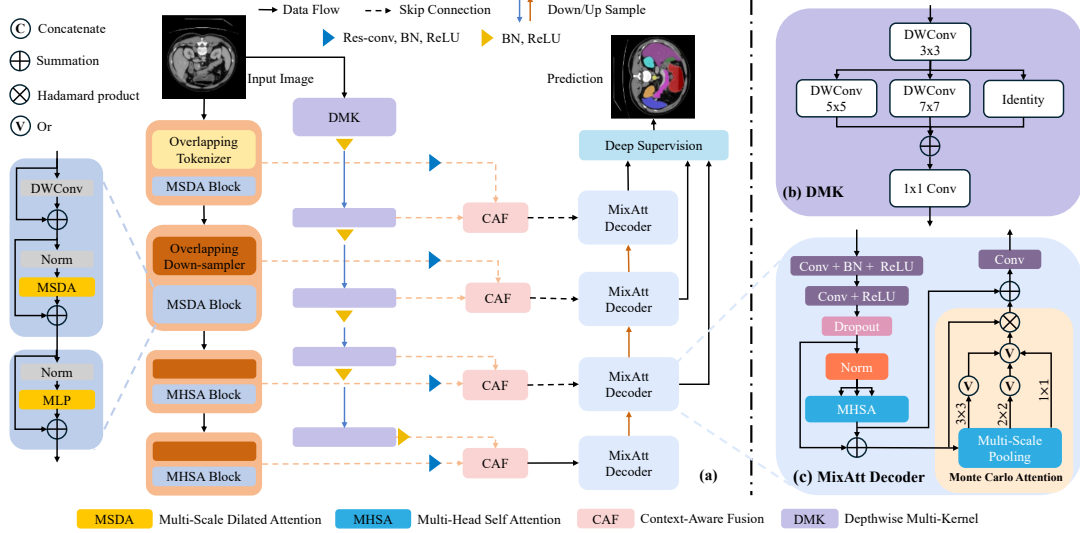 C Concatenate
Summation
Hadamard product
V Or
Data Flow
Skip Connection
Down/Up Sample
Res-conv, BN, ReLU
BN, ReLU
Input Image
Prediction
DWConv
Norm
MSDA
Norm
MLP
Overlapping
Tokenizer
MSDA Block
Overlapping
Down-sampler
MSDA Block
MHSA Block
MHSA Block
DMK
CAF
CAF
CAF
CAF
Deep Supervision
MixAtt
Decoder
MixAtt
Decoder
MixAtt
Decoder
MixAtt
Decoder
(a)
DWConv
3x3
DWConv
5x5
DWConv
7x7
Identity
1x1 Conv
(b) DMK
Conv + BN + ReLU
Conv + ReLU
Dropout
Norm
MHSA
Conv
V
V
V
3×3
2×2
1×1
Multi-Scale
Pooling
Monte Carlo Attention
(c) MixAtt Decoder
MSDA Multi-Scale Dilated Attention
MHSA Multi-Head Self Attention
CAF Context-Aware Fusion
DMK Depthwise Multi-Kernel